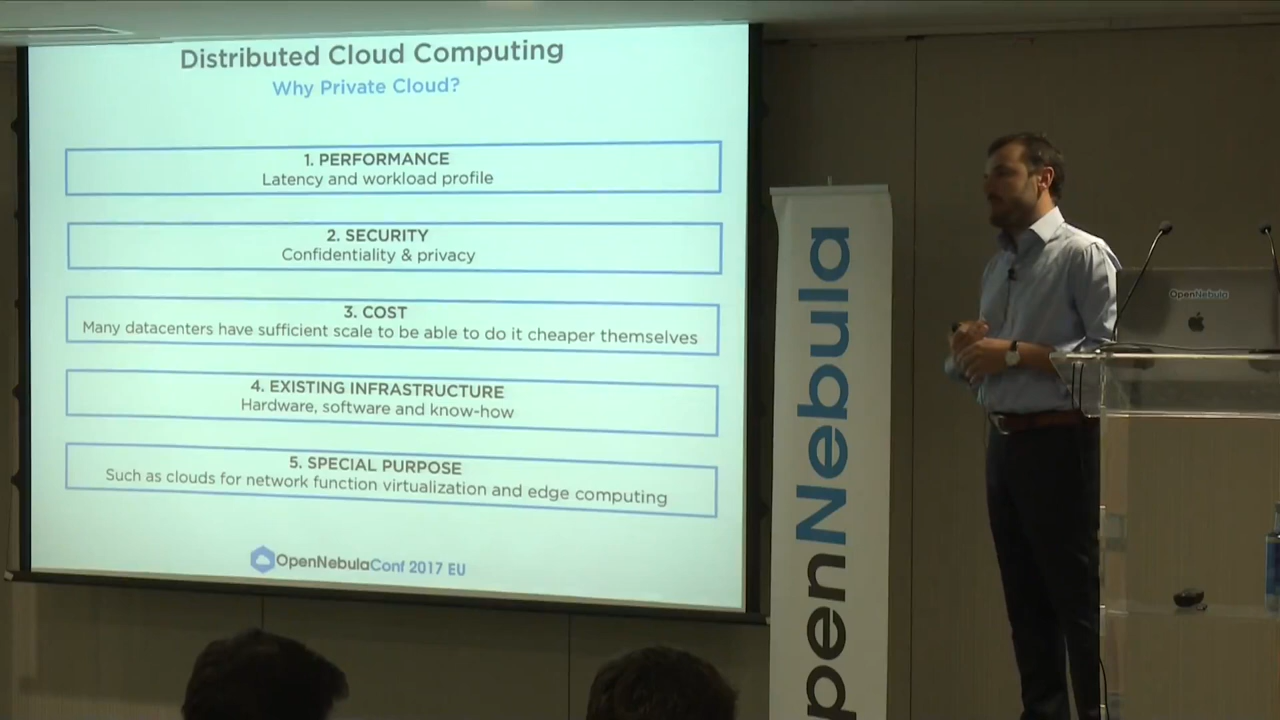 Distributed Cloud Computing
Why Private Cloud?
1. PERFORMANCE
Latency and workload profile
2. SECURITY
Confidentiality & privacy
3. COST
Many datacenters have sufficient scale to be able to do it cheaper themselves
4. EXISTING INFRASTRUCTURE
Hardware, software and know-how
5. SPECIAL PURPOSE
Such as clouds for network function virtualization and edge computing
OpenNebulaConf 2017 EU
penNebula
OpenNebula